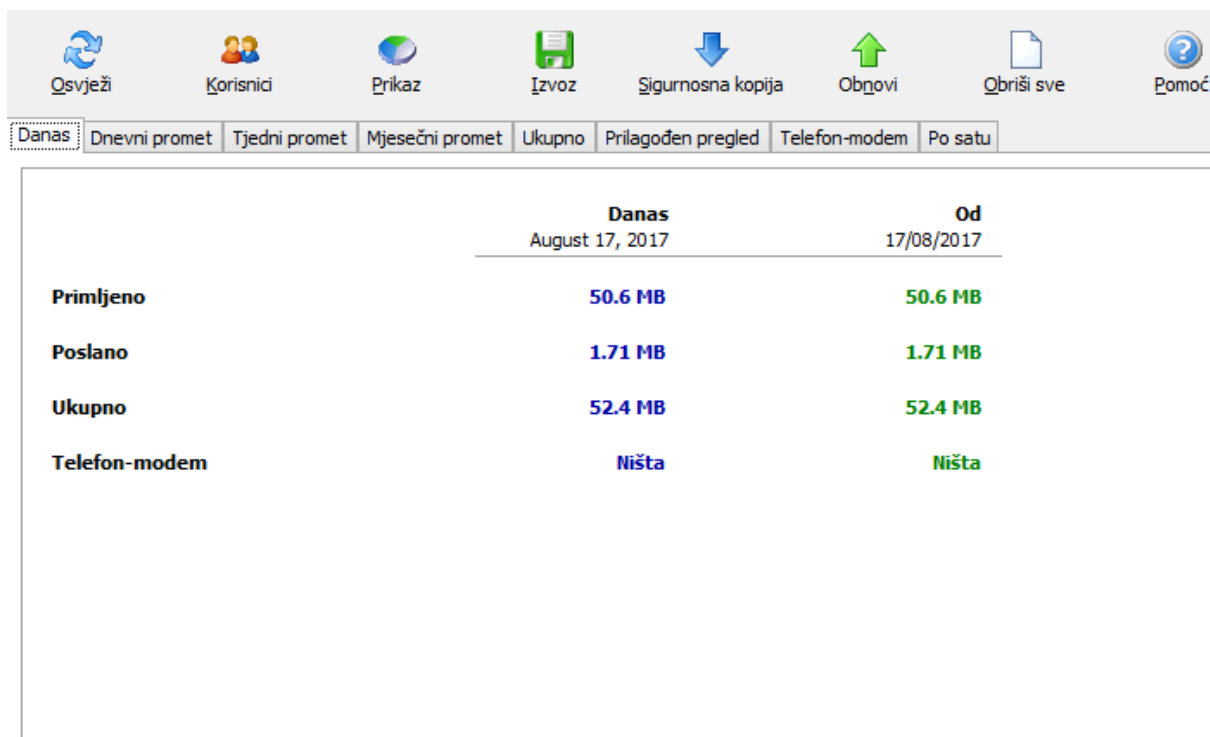 Osvježi Korisnici Prikaz Izvoz Sigurnosna kopija Obnovi Obriši sve Pomoć
Danas Dnevni promet Tjedni promet Mjesečni promet Ukupno Prilagođen pregled Telefon-modem Po satu
Danas Od
August 17, 2017 17/08/2017
Primljeno 50.6 MB 50.6 MB
Poslano 1.71 MB 1.71 MB
Ukupno 52.4 MB 52.4 MB
Telefon-modem Ništa Ništa